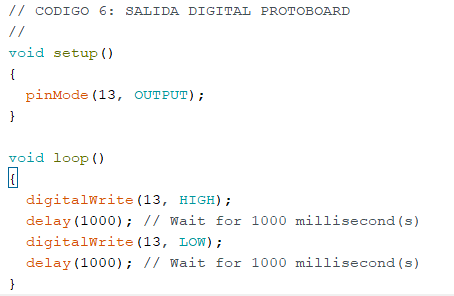 // CODIGO 6: SALIDA DIGITAL PROTOBOARD
//
void setup()
{
  pinMode(13, OUTPUT);
}

void loop()
{
  digitalWrite(13, HIGH);
  delay(1000); // Wait for 1000 millisecond(s)
  digitalWrite(13, LOW);
  delay(1000); // Wait for 1000 millisecond(s)
}